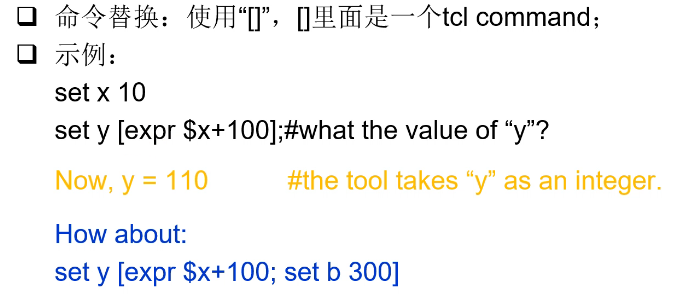 ❑ 命令替换：使用“[]”，[]里面是一个tcl command；
❑ 示例：
set x 10
set y [expr $x+100];#what the value of “y”?
Now, y = 110 #the tool takes “y” as an integer.
How about:
set y [expr $x+100; set b 300]